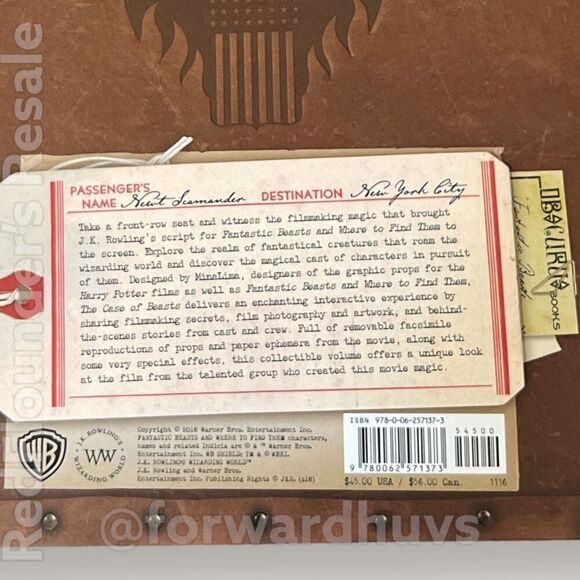 PASSENGER'S
NAME Newt Scamander DESTINATION New York City
Take a front-row seat and witness the filmmaking magic that brought
J.K. Rowling's script for Fantastic Beasts and Where to Find Them to
the screen. Explore the realm of fantastical creatures that roam the
wizarding world and discover the magical cast of characters in pursuit
of them. Designed by MinaLima, designers of the graphic props for the
Harry Potter films as well as Fantastic Beasts and Where to Find Them,
The Case of Beasts delivers an enchanting interactive experience by
sharing filmmaking secrets, film photography and artwork, and behind-
the-scenes stories from cast and crew. Full of removable facsimile
reproductions of props and paper ephemera from the movie, along with
some very special effects, this collectible volume offers a unique look
at the film from the talented group who created this movie magic.
OBSCURUS
BOOKS
WB
J.K. ROWLING'S
WW
WIZARDING WORLD
Copyright © 2016 Warner Bros. Entertainment Inc.
FANTASTIC BEASTS AND WHERE TO FIND THEM characters,
names and related indicia are © & ™ Warner Bros.
Entertainment Inc. WB SHIELD: TM & © WBEI.
J.K. ROWLING'S WIZARDING WORLD™
J.K. Rowling and Warner Bros.
Entertainment Inc. Publishing Rights © JKR. (s16)
ISBN 978-0-06-257137-3
54500
9 780062 571373
$45.00 USA / $56.00 Can. 1116
Red Founder's Resale
@forwardhuvs